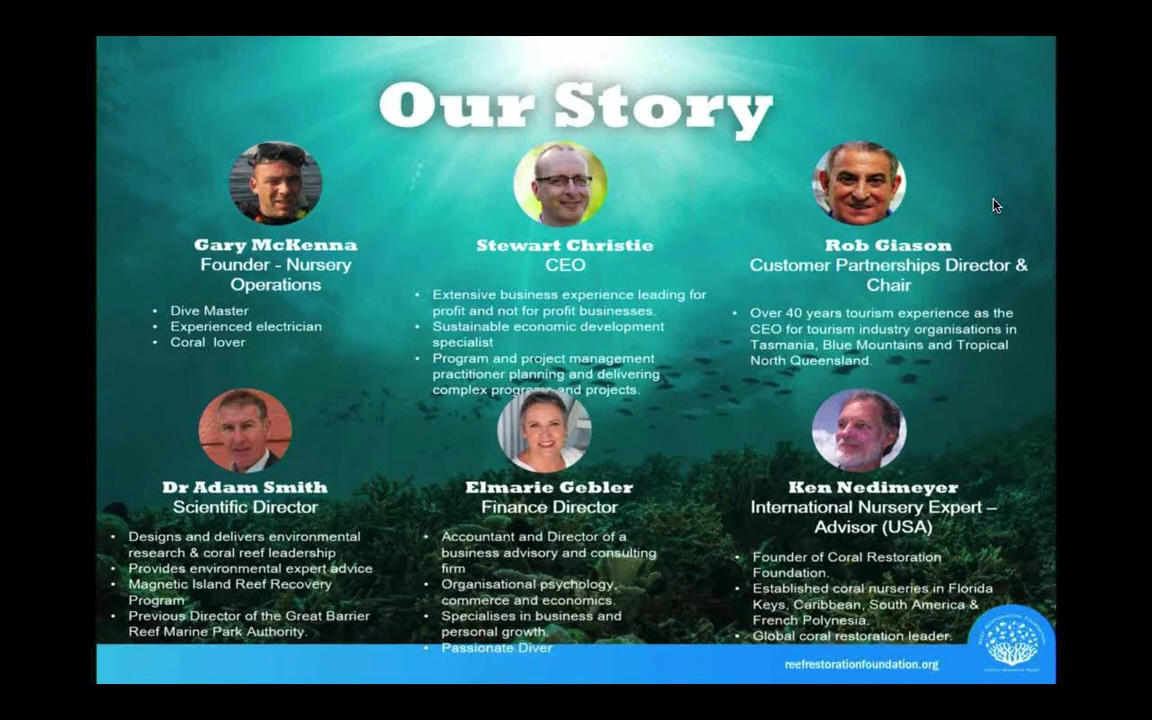 Our Story
Gary McKenna
Founder - Nursery
Operations
• Dive Master
• Experienced electrician
• Coral lover
Stewart Christie
CEO
• Extensive business experience leading for
profit and not for profit businesses.
• Sustainable economic development
specialist
• Program and project management
practitioner planning and delivering
complex programs and projects.
Rob Giason
Customer Partnerships Director &
Chair
• Over 40 years tourism experience as the
CEO for tourism industry organisations in
Tasmania, Blue Mountains and Tropical
North Queensland.
Dr Adam Smith
Scientific Director
• Designs and delivers environmental
research & coral reef leadership
• Provides environmental expert advice
• Magnetic Island Reef Recovery
Program
• Previous Director of the Great Barrier
Reef Marine Park Authority.
Elmarie Gebler
Finance Director
• Accountant and Director of a
business advisory and consulting
firm
• Organisational psychology,
commerce and economics.
• Specialises in business and
personal growth.
• Passionate Diver
Ken Nedimeyer
International Nursery Expert –
Advisor (USA)
• Founder of Coral Restoration
Foundation.
• Established coral nurseries in Florida
Keys, Caribbean, South America &
French Polynesia.
• Global coral restoration leader.
reefrestorationfoundation.org
REEF RESTORATION FOUNDATION